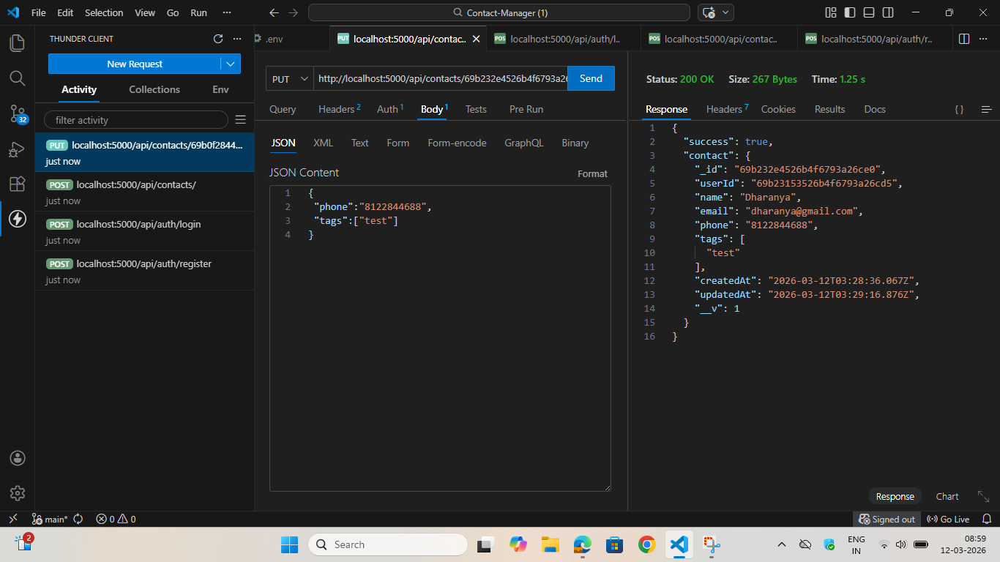 File Edit Selection View Go Run ··· Contact-Manager (1)
THUNDER CLIENT ···
New Request
Activity Collections Env
filter activity
PUT localhost:5000/api/contacts/69b0f2844...
just now
POST localhost:5000/api/contacts/
just now
POST localhost:5000/api/auth/login
just now
POST localhost:5000/api/auth/register
just now
32
.env PUT localhost:5000/api/contac.. POS localhost:5000/api/auth/l.. POS localhost:5000/api/contac.. POS localhost:5000/api/auth/r.. ···
PUT http://localhost:5000/api/contacts/69b232e4526b4f6793a26 Send
Query Headers 2 Auth 1 Body 1 Tests Pre Run
JSON XML Text Form Form-encode GraphQL Binary
JSON Content Format
1 {
2 "phone":"8122844688",
3 "tags":["test"]
4 }
Status: 200 OK Size: 267 Bytes Time: 1.25 s
Response Headers 7 Cookies Results Docs { }
1 {
2 "success": true,
3 "contact": {
4 "_id": "69b232e4526b4f6793a26ce0",
5 "userId": "69b23153526b4f6793a26cd5",
6 "name": "Dharanya",
7 "email": "dharanya@gmail.com",
8 "phone": "8122844688",
9 "tags": [
10 "test"
11 ],
12 "createdAt": "2026-03-12T03:28:36.067Z",
13 "updatedAt": "2026-03-12T03:29:16.876Z",
14 "__v": 1
15 }
16 }
Response Chart
main* 0 0 Signed out Go Live
2 Search ENG
IN 08:59
12-03-2026